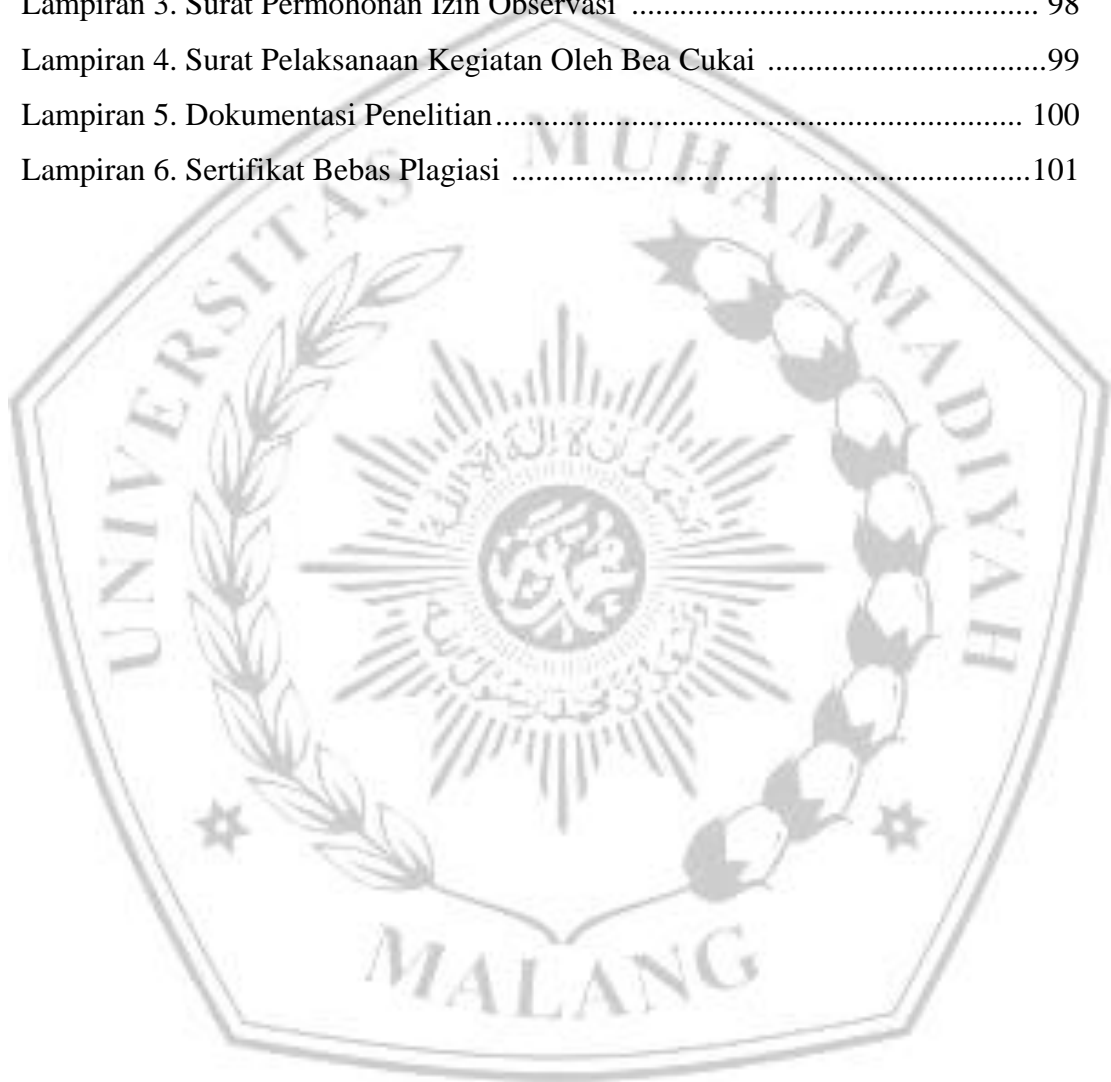 Lampiran 3. Surat Permohonan Izin Observasi .................................................. 98
Lampiran 4. Surat Pelaksanaan Kegiatan Oleh Bea Cukai ..................................99
Lampiran 5. Dokumentasi Penelitian................................................................. 100
Lampiran 6. Sertifikat Bebas Plagiasi ................................................................101
UNIVERSITAS MUHAMMADIYAH
MALANG